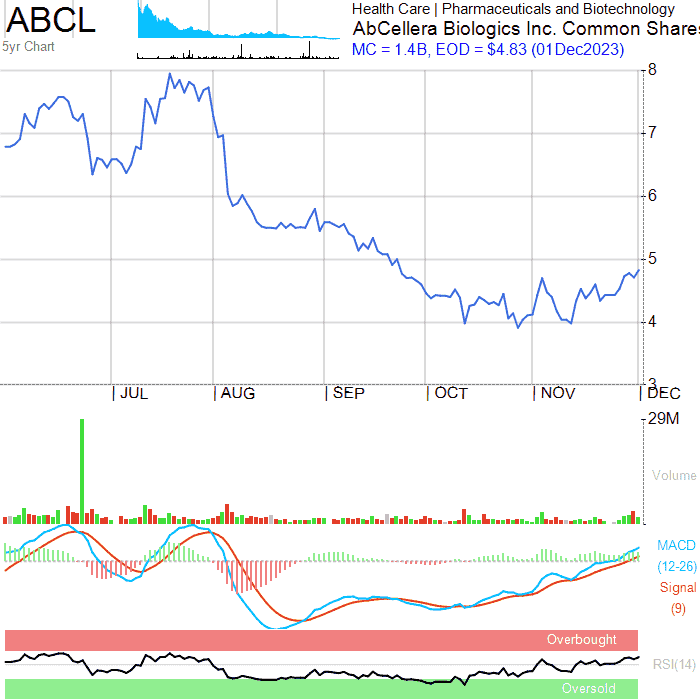 ABCL
5yr Chart
Health Care | Pharmaceuticals and Biotechnology
AbCellera Biologics Inc. Common Shares
MC = 1.4B, EOD = $4.83 (01Dec2023)
8
7
6
5
4
3
JUL
AUG
SEP
OCT
NOV
DEC
29M
Volume
MACD
(12-26)
Signal
(9)
Overbought
RSI(14)
Oversold